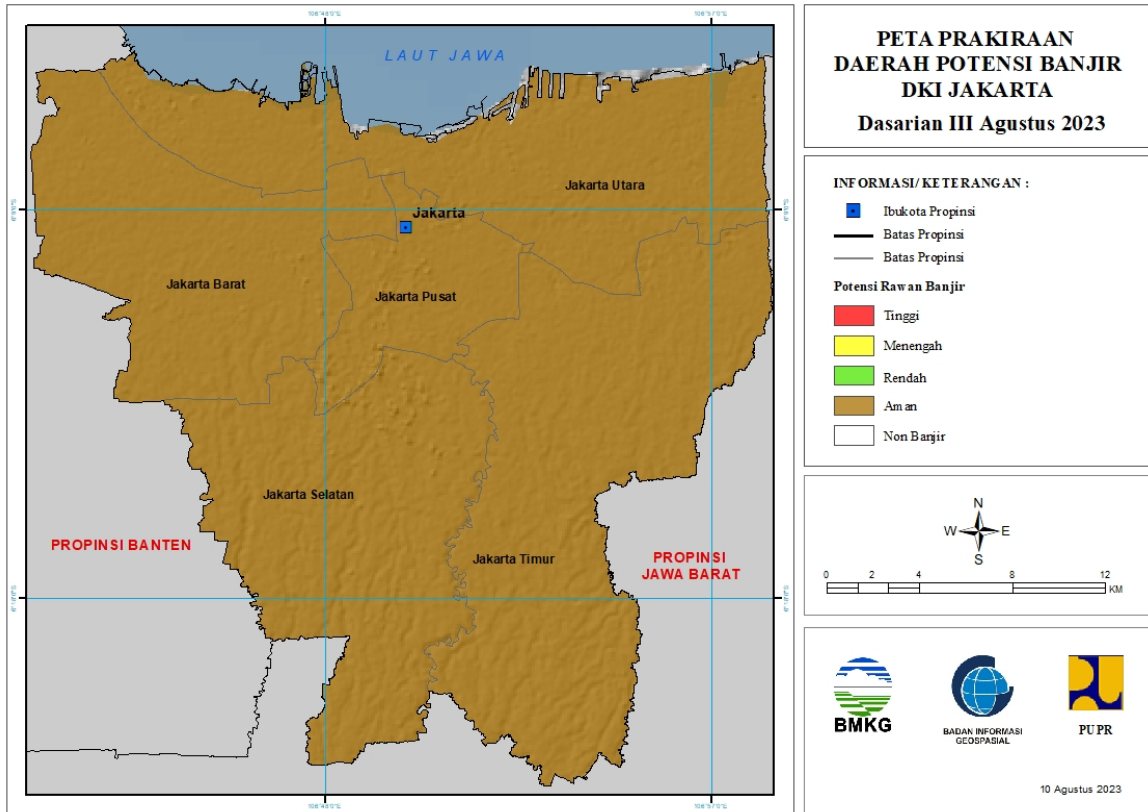 PETA PRAKIRAAN
DAERAH POTENSI BANJIR
DKI JAKARTA
Dasarian III Agustus 2023
INFORMASI/ KETERANGAN :
Ibukota Propinsi
Batas Propinsi
Batas Propinsi
Potensi Rawan Banjir
Tinggi
Menengah
Rendah
Aman
Non Banjir
N
W E
S
0 2 4 8 12
KM
BMKG
BADAN INFORMASI
GEOSPASIAL
PUPR
10 Agustus 2023
LAUT JAWA
Jakarta Utara
Jakarta
Jakarta Barat
Jakarta Pusat
Jakarta Selatan
PROPINSI BANTEN
Jakarta Timur
PROPINSI
JAWA BARAT